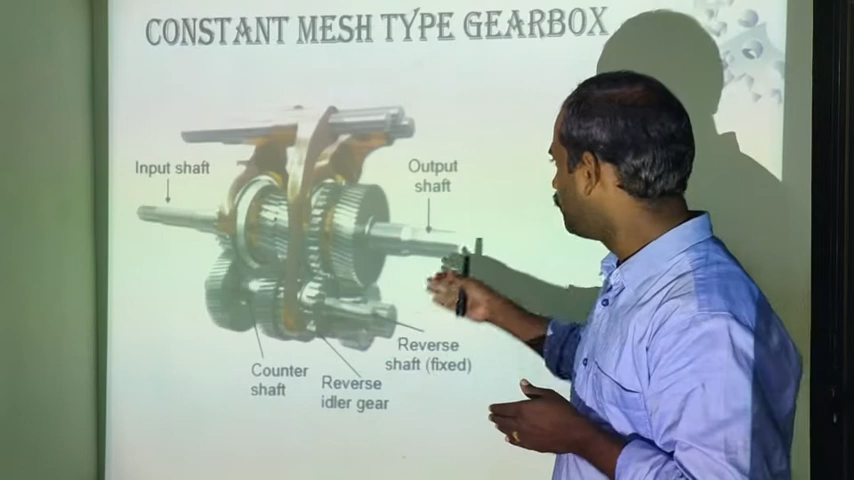 Constant Mesh Type Gearbox
Input shaft
Output
shaft
Reverse
shaft (fixed)
Counter
shaft
Reverse
idler gear